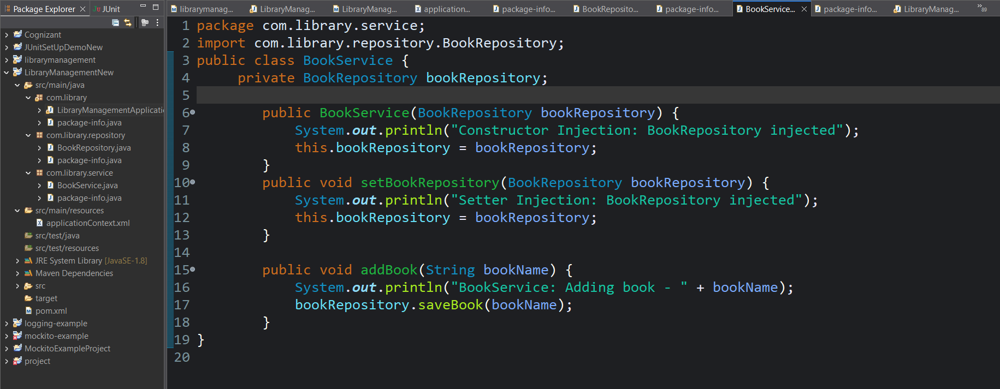 Package Explorer
JUnit
librarymanag...
LibraryManag...
LibraryManag...
application...
package-info...
BookReposito...
package-info...
BookService...
package-info...
LibraryManag...
89
Cognizant
JUnitSetUpDemoNew
librarymanagement
LibraryManagementNew
src/main/java
com.library
LibraryManagementApplicati
package-info.java
com.library.repository
BookRepository.java
package-info.java
com.library.service
BookService.java
package-info.java
src/main/resources
applicationContext.xml
src/test/java
src/test/resources
JRE System Library [JavaSE-1.8]
Maven Dependencies
src
target
pom.xml
logging-example
mockito-example
MockitoExampleProject
project
1 package com.library.service;
2 import com.library.repository.BookRepository;
3 public class BookService {
4 private BookRepository bookRepository;
5
6 public BookService(BookRepository bookRepository) {
7 System.out.println("Constructor Injection: BookRepository injected");
8 this.bookRepository = bookRepository;
9 }
10 public void setBookRepository(BookRepository bookRepository) {
11 System.out.println("Setter Injection: BookRepository injected");
12 this.bookRepository = bookRepository;
13 }
14
15 public void addBook(String bookName) {
16 System.out.println("BookService: Adding book - " + bookName);
17 bookRepository.saveBook(bookName);
18 }
19 }
20